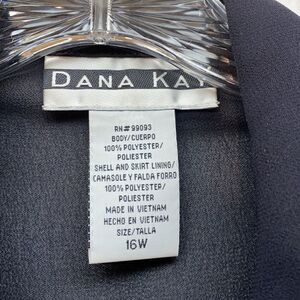 DANA KAY
RN# 99093
BODY/CUERPO
100% POLYESTER/
POLIESTER
SHELL AND SKIRT LINING/
CAMASOLE Y FALDA FORRO
100% POLYESTER/
POLIESTER
MADE IN VIETNAM
HECHO EN VIETNAM
SIZE/TALLA
16W